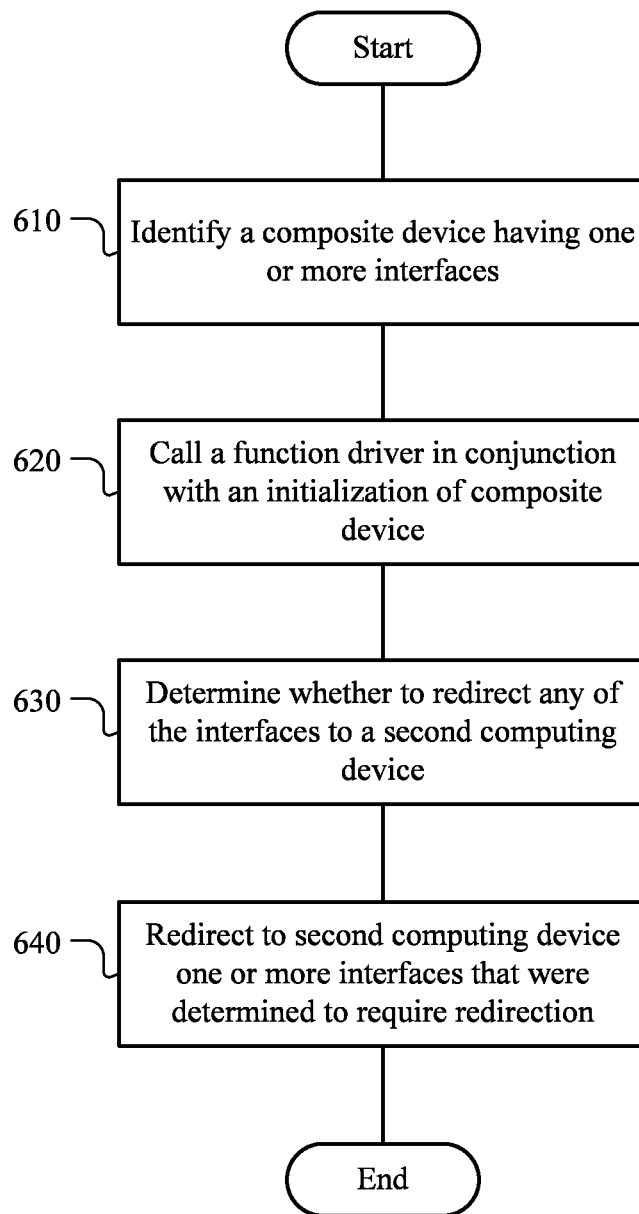 Start
610
Identify a composite device having one
or more interfaces
620
Call a function driver in conjunction
with an initialization of composite
device
630
Determine whether to redirect any of
the interfaces to a second computing
device
640
Redirect to second computing device
one or more interfaces that were
determined to require redirection
End